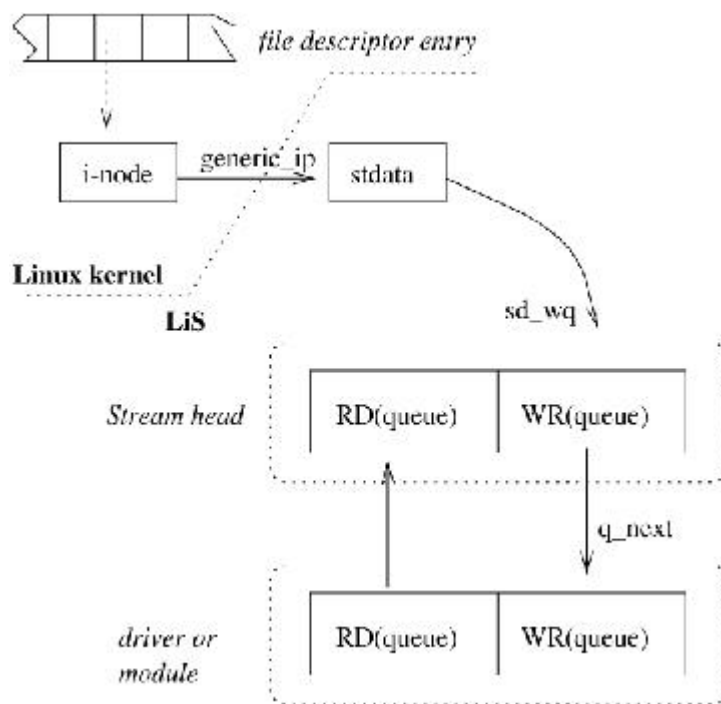 file descriptor entry
generic_ip
i-node
stdata
Linux kernel
LiS
sd_wq
Stream head
RD(queue)
WR(queue)
q_next
driver or
module
RD(queue)
WR(queue)